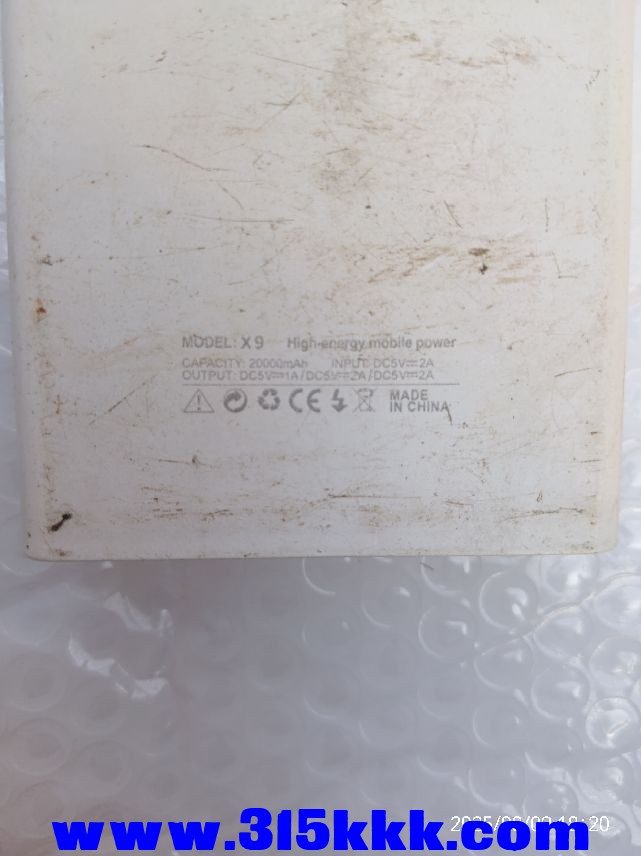 MODEL: X9 High-energy mobile power
CAPACITY: 20000mAh INPUT: DC5V⎓2A
OUTPUT: DC5V⎓1A/DC5V⎓2A/DC5V⎓2A
CE MADE
IN CHINA
www.315kkk.com